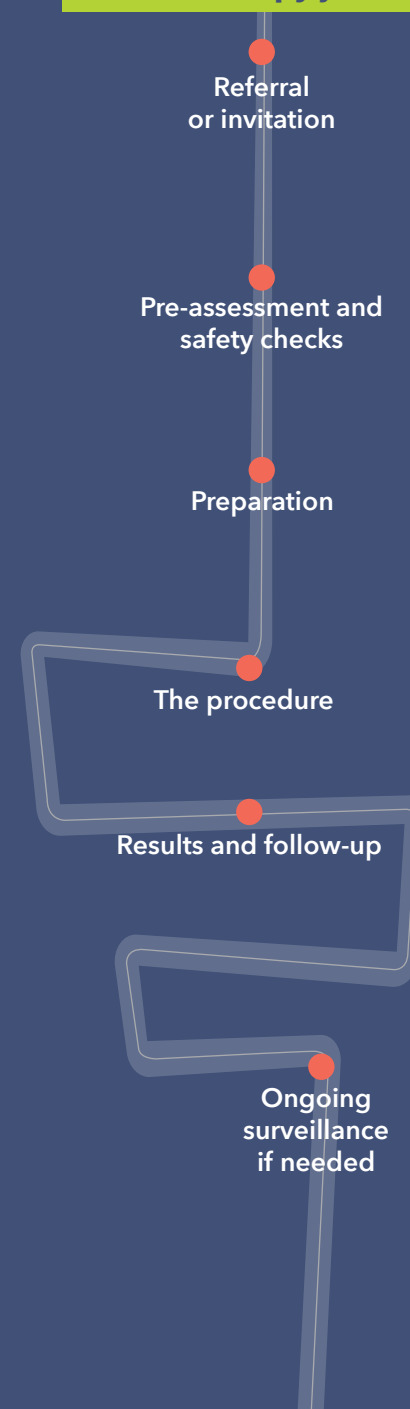 Referral
or invitation
Pre-assessment and
safety checks
Preparation
The procedure
Results and follow-up
Ongoing
surveillance
if needed